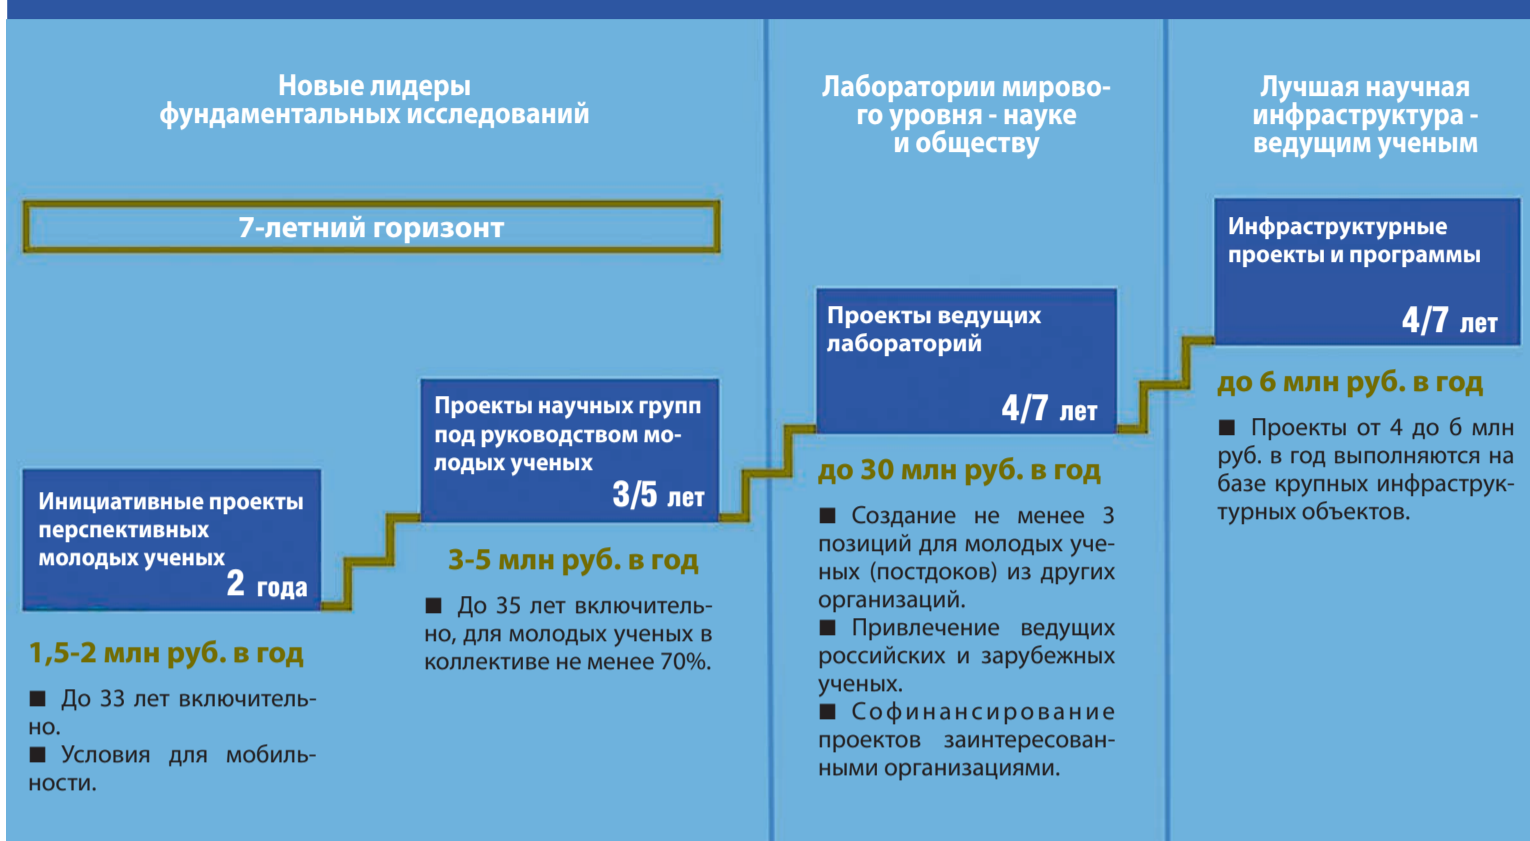 Новые лидеры
фундаментальных исследований
7-летний горизонт
Инициативные проекты
перспективных
молодых ученых
2 года
1,5-2 млн руб. в год
■ До 33 лет включитель-
но.
■ Условия для мобиль-
ности.
Проекты научных групп
под руководством мо-
лодых ученых
3/5 лет
3-5 млн руб. в год
■ До 35 лет включитель-
но, для молодых ученых в
коллективе не менее 70%.
Лаборатории мирово-
го уровня - науке
и обществу
Проекты ведущих
лабораторий
4/7 лет
до 30 млн руб. в год
■ Создание не менее 3
позиций для молодых уче-
ных (постдоков) из других
организаций.
■ Привлечение ведущих
российских и зарубежных
ученых.
■ Софинансирование
проектов заинтересован-
ными организациями.
Лучшая научная
инфраструктура -
ведущим ученым
Инфраструктурные
проекты и программы
4/7 лет
до 6 млн руб. в год
■ Проекты от 4 до 6 млн
руб. в год выполняются на
базе крупных инфраструк-
турных объектов.